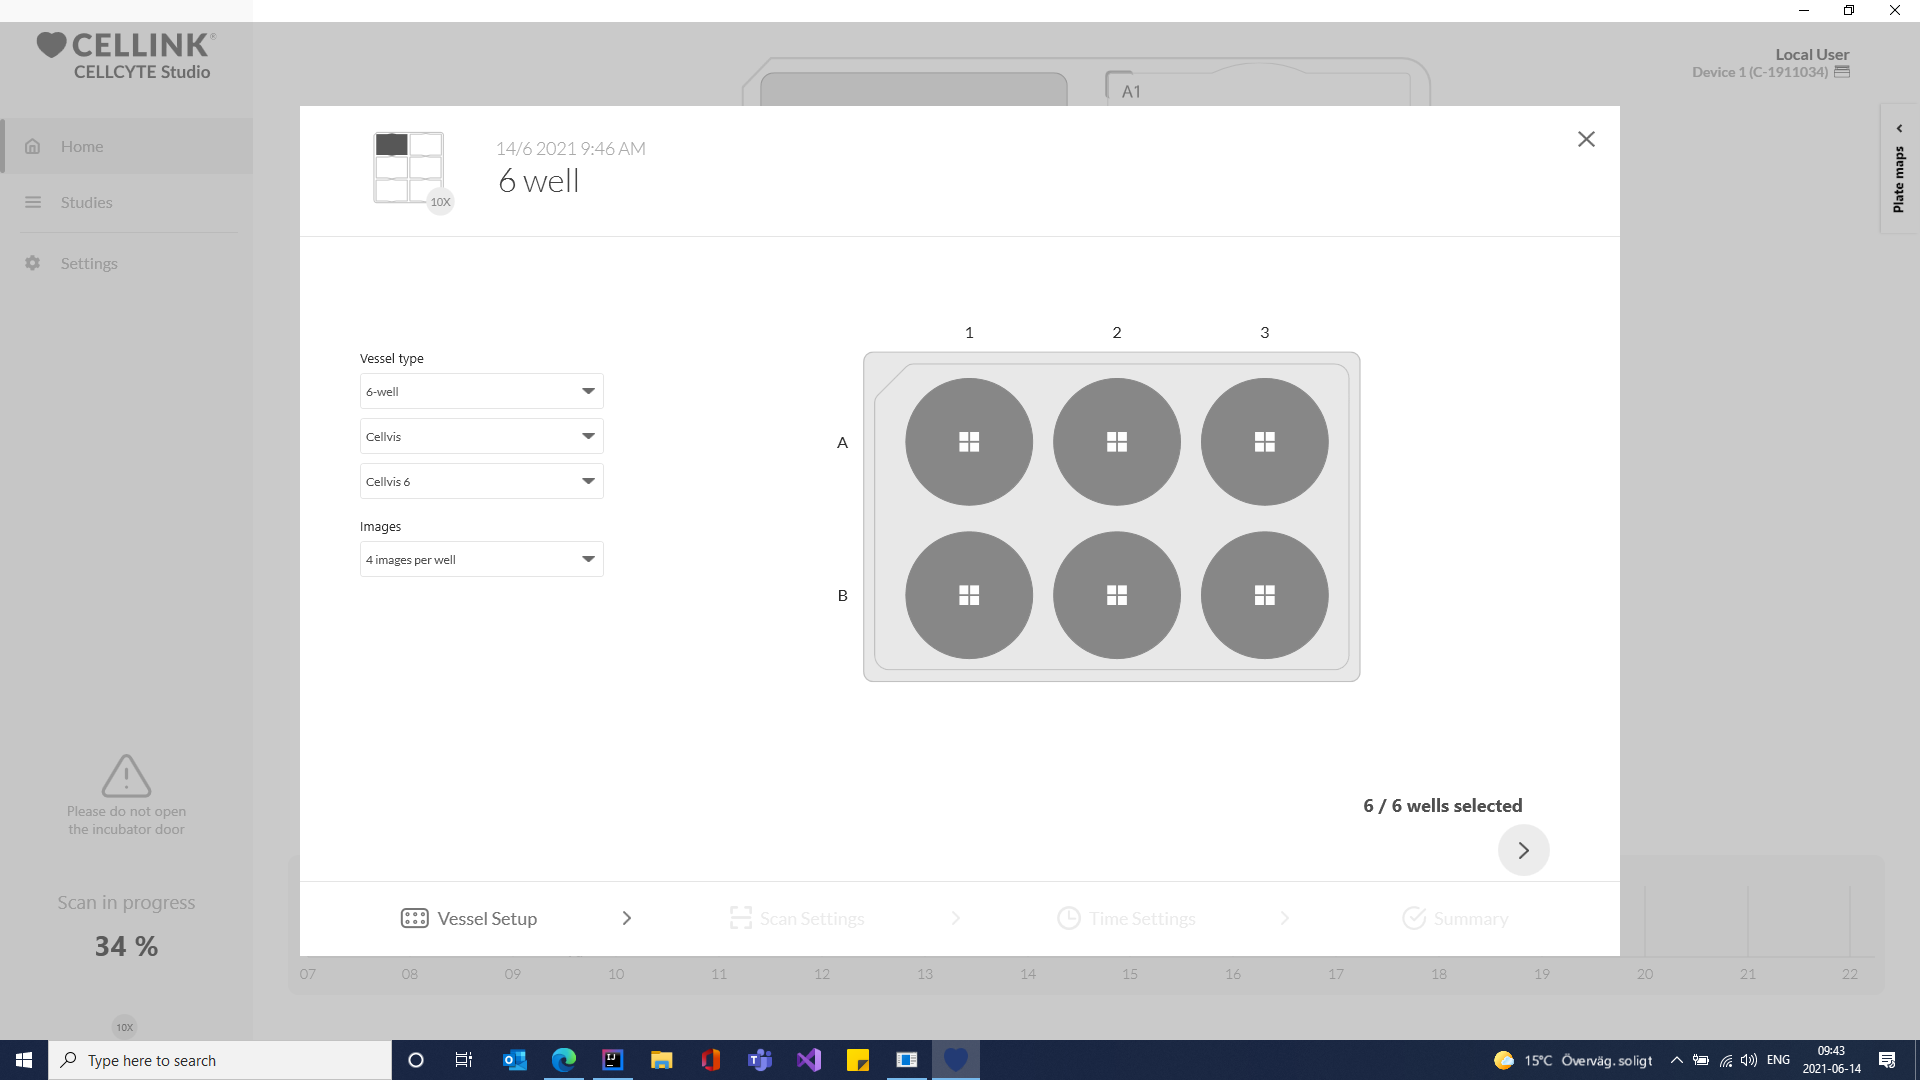 CELLINK®
CELLCYTE Studio
Local User
Device 1 (C-1911034)
A1
Home
Studies
Settings
Plate maps
14/6 2021 9:46 AM
6 well
10X
1 2 3
Vessel type
6-well
Cellvis
A
Cellvis 6
Images
4 images per well
B
Please do not open
the incubator door
6 / 6 wells selected
Scan in progress
34 %
Vessel Setup
Scan Settings
Time Settings
Summary
07 08 09 10 11 12 13 14 15 16 17 18 19 20 21 22
10X
Type here to search
IJ
15°C Överväg. soligt
ENG
09:43
2021-06-14